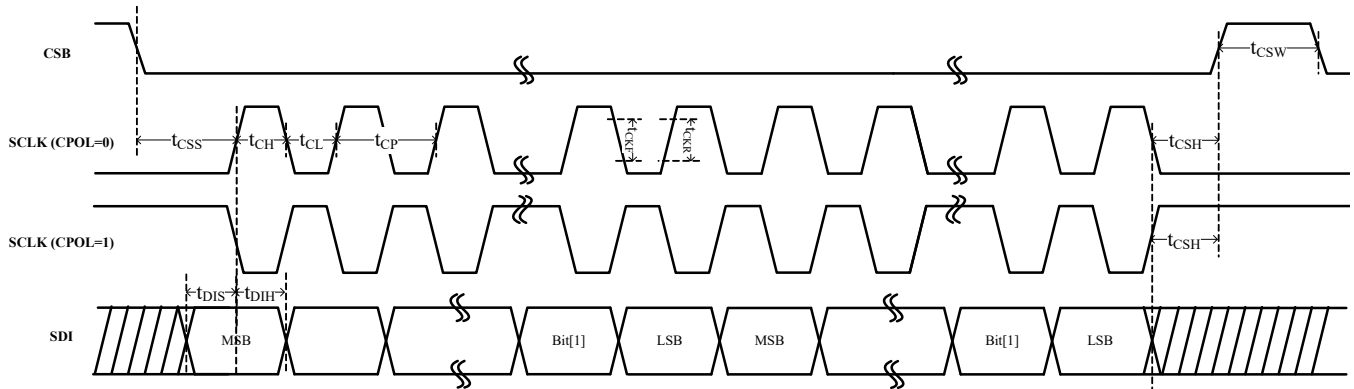 CSB
tCSW
SCLK (CPOL=0)
tCSS
tCH
tCL
tCP
tCKF
tCKR
tCSH
SCLK (CPOL=1)
tCSH
tDIS
tDIH
SDI
MSB
Bit[1]
LSB
MSB
Bit[1]
LSB